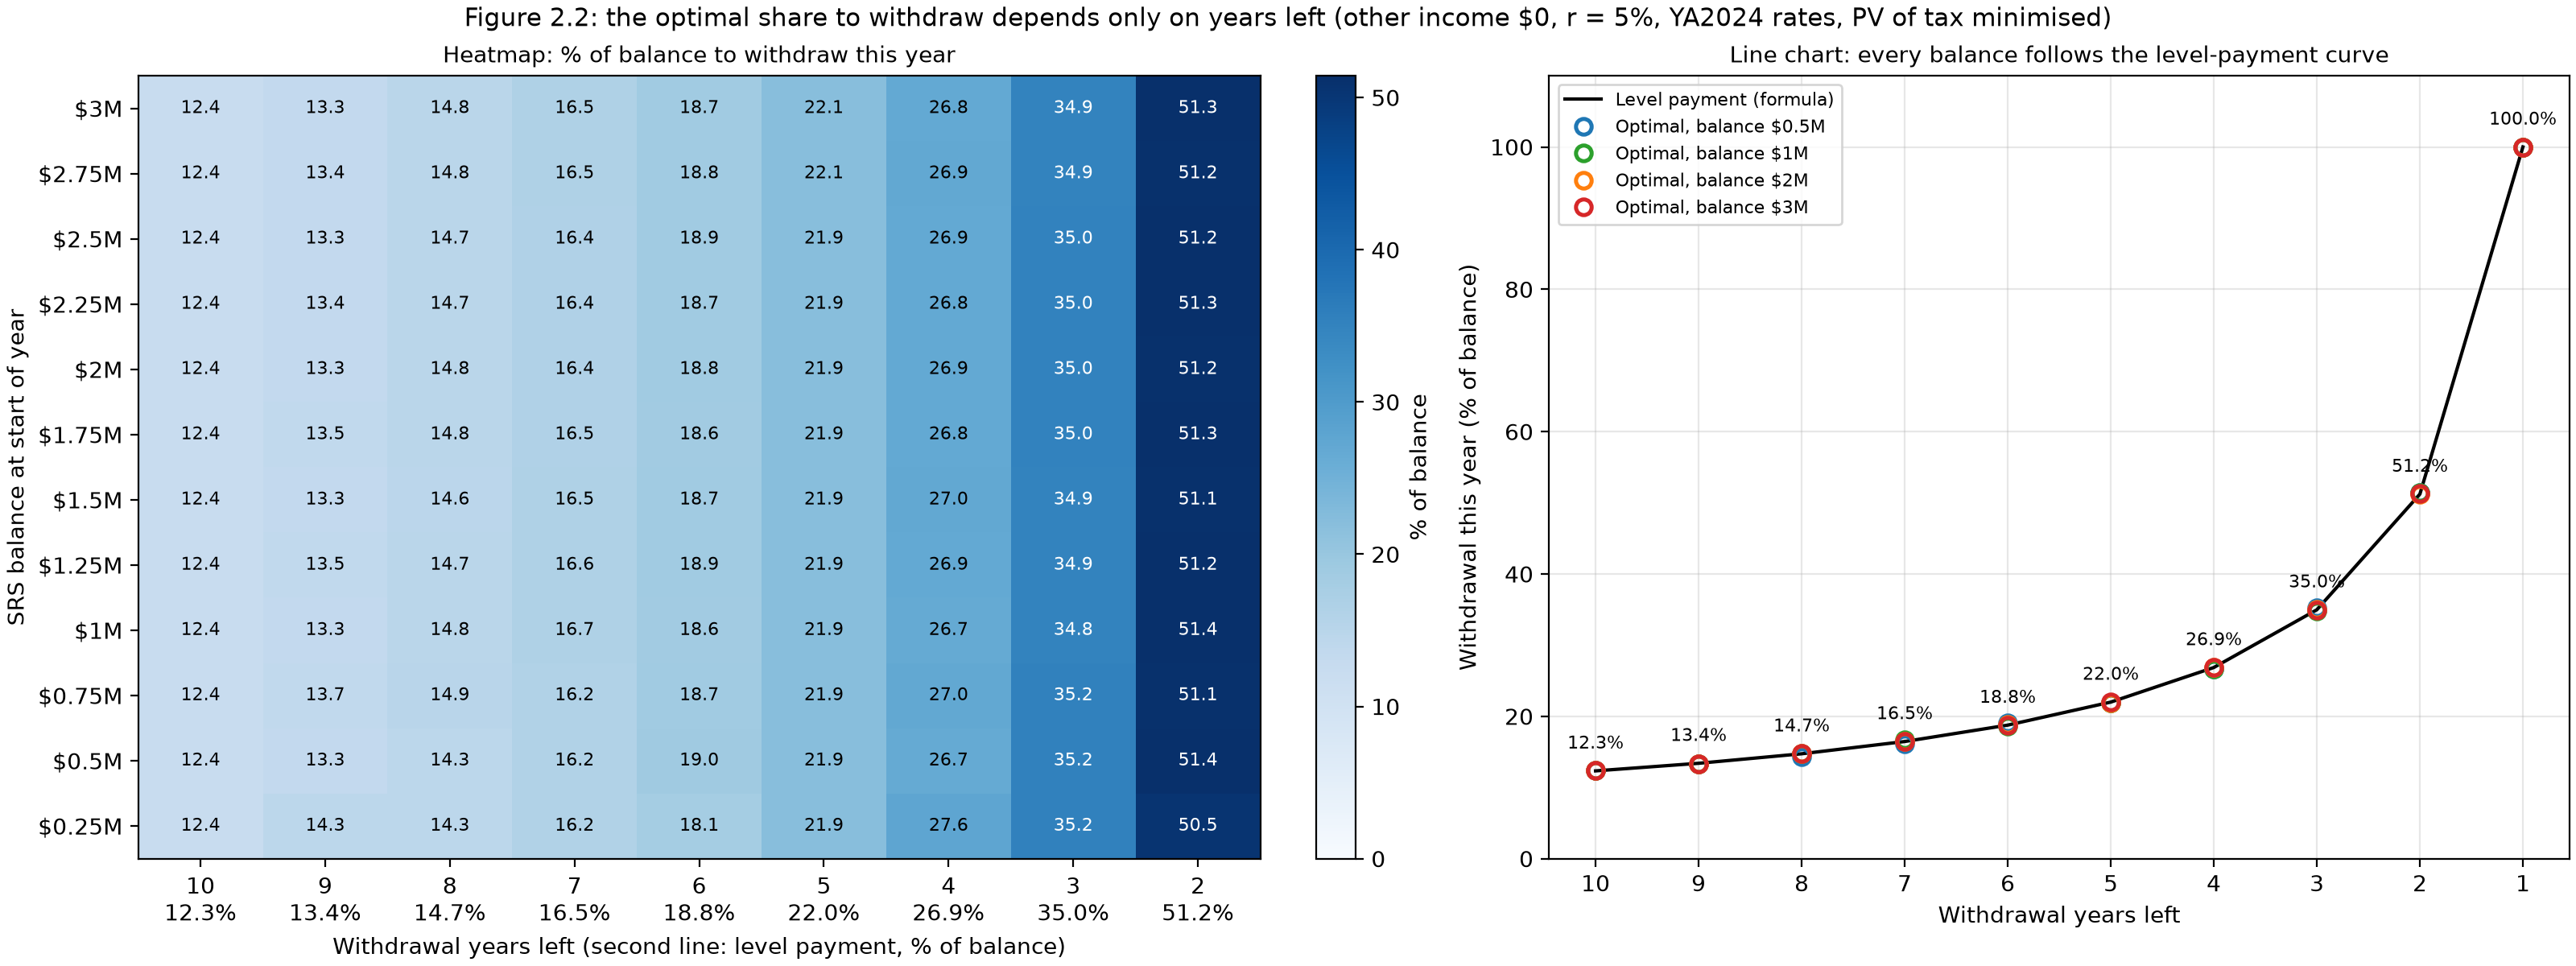 Figure 2.2: the optimal share to withdraw depends only on years left (other income $0, r = 5%, YA2024 rates, PV of tax minimised)
Heatmap: % of balance to withdraw this year
SRS balance at start of year
$3M 12.4 13.3 14.8 16.5 18.7 22.1 26.8 34.9 51.3
$2.75M 12.4 13.4 14.8 16.5 18.8 22.1 26.9 34.9 51.2
$2.5M 12.4 13.3 14.7 16.4 18.9 21.9 26.9 35.0 51.2
$2.25M 12.4 13.4 14.7 16.4 18.7 21.9 26.8 35.0 51.3
$2M 12.4 13.3 14.8 16.4 18.8 21.9 26.9 35.0 51.2
$1.75M 12.4 13.5 14.8 16.5 18.6 21.9 26.8 35.0 51.3
$1.5M 12.4 13.3 14.6 16.5 18.7 21.9 27.0 34.9 51.1
$1.25M 12.4 13.5 14.7 16.6 18.9 21.9 26.9 34.9 51.2
$1M 12.4 13.3 14.8 16.7 18.6 21.9 26.7 34.8 51.4
$0.75M 12.4 13.7 14.9 16.2 18.7 21.9 27.0 35.2 51.1
$0.5M 12.4 13.3 14.3 16.2 19.0 21.9 26.7 35.2 51.4
$0.25M 12.4 14.3 14.3 16.2 18.1 21.9 27.6 35.2 50.5
10 9 8 7 6 5 4 3 2
12.3% 13.4% 14.7% 16.5% 18.8% 22.0% 26.9% 35.0% 51.2%
Withdrawal years left (second line: level payment, % of balance)
50
40
30
20
10
0
% of balance
Line chart: every balance follows the level-payment curve
Level payment (formula)
Optimal, balance $0.5M
Optimal, balance $1M
Optimal, balance $2M
Optimal, balance $3M
Withdrawal this year (% of balance)
100
80
60
40
20
0
12.3% 13.4% 14.7% 16.5% 18.8% 22.0% 26.9% 35.0% 51.2% 100.0%
10 9 8 7 6 5 4 3 2 1
Withdrawal years left